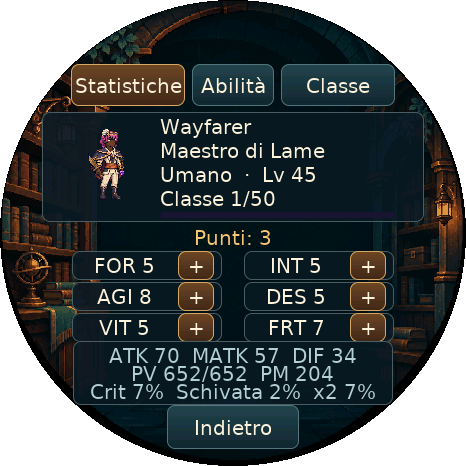 Statistiche Abilità Classe
Wayfarer
Maestro di Lame
Umano · Lv 45
Classe 1/50
Punti: 3
FOR 5 + INT 5 +
AGI 8 + DES 5 +
VIT 5 + FRT 7 +
ATK 70 MATK 57 DIF 34
PV 652/652 PM 204
Crit 7% Schivata 2% x2 7%
Indietro